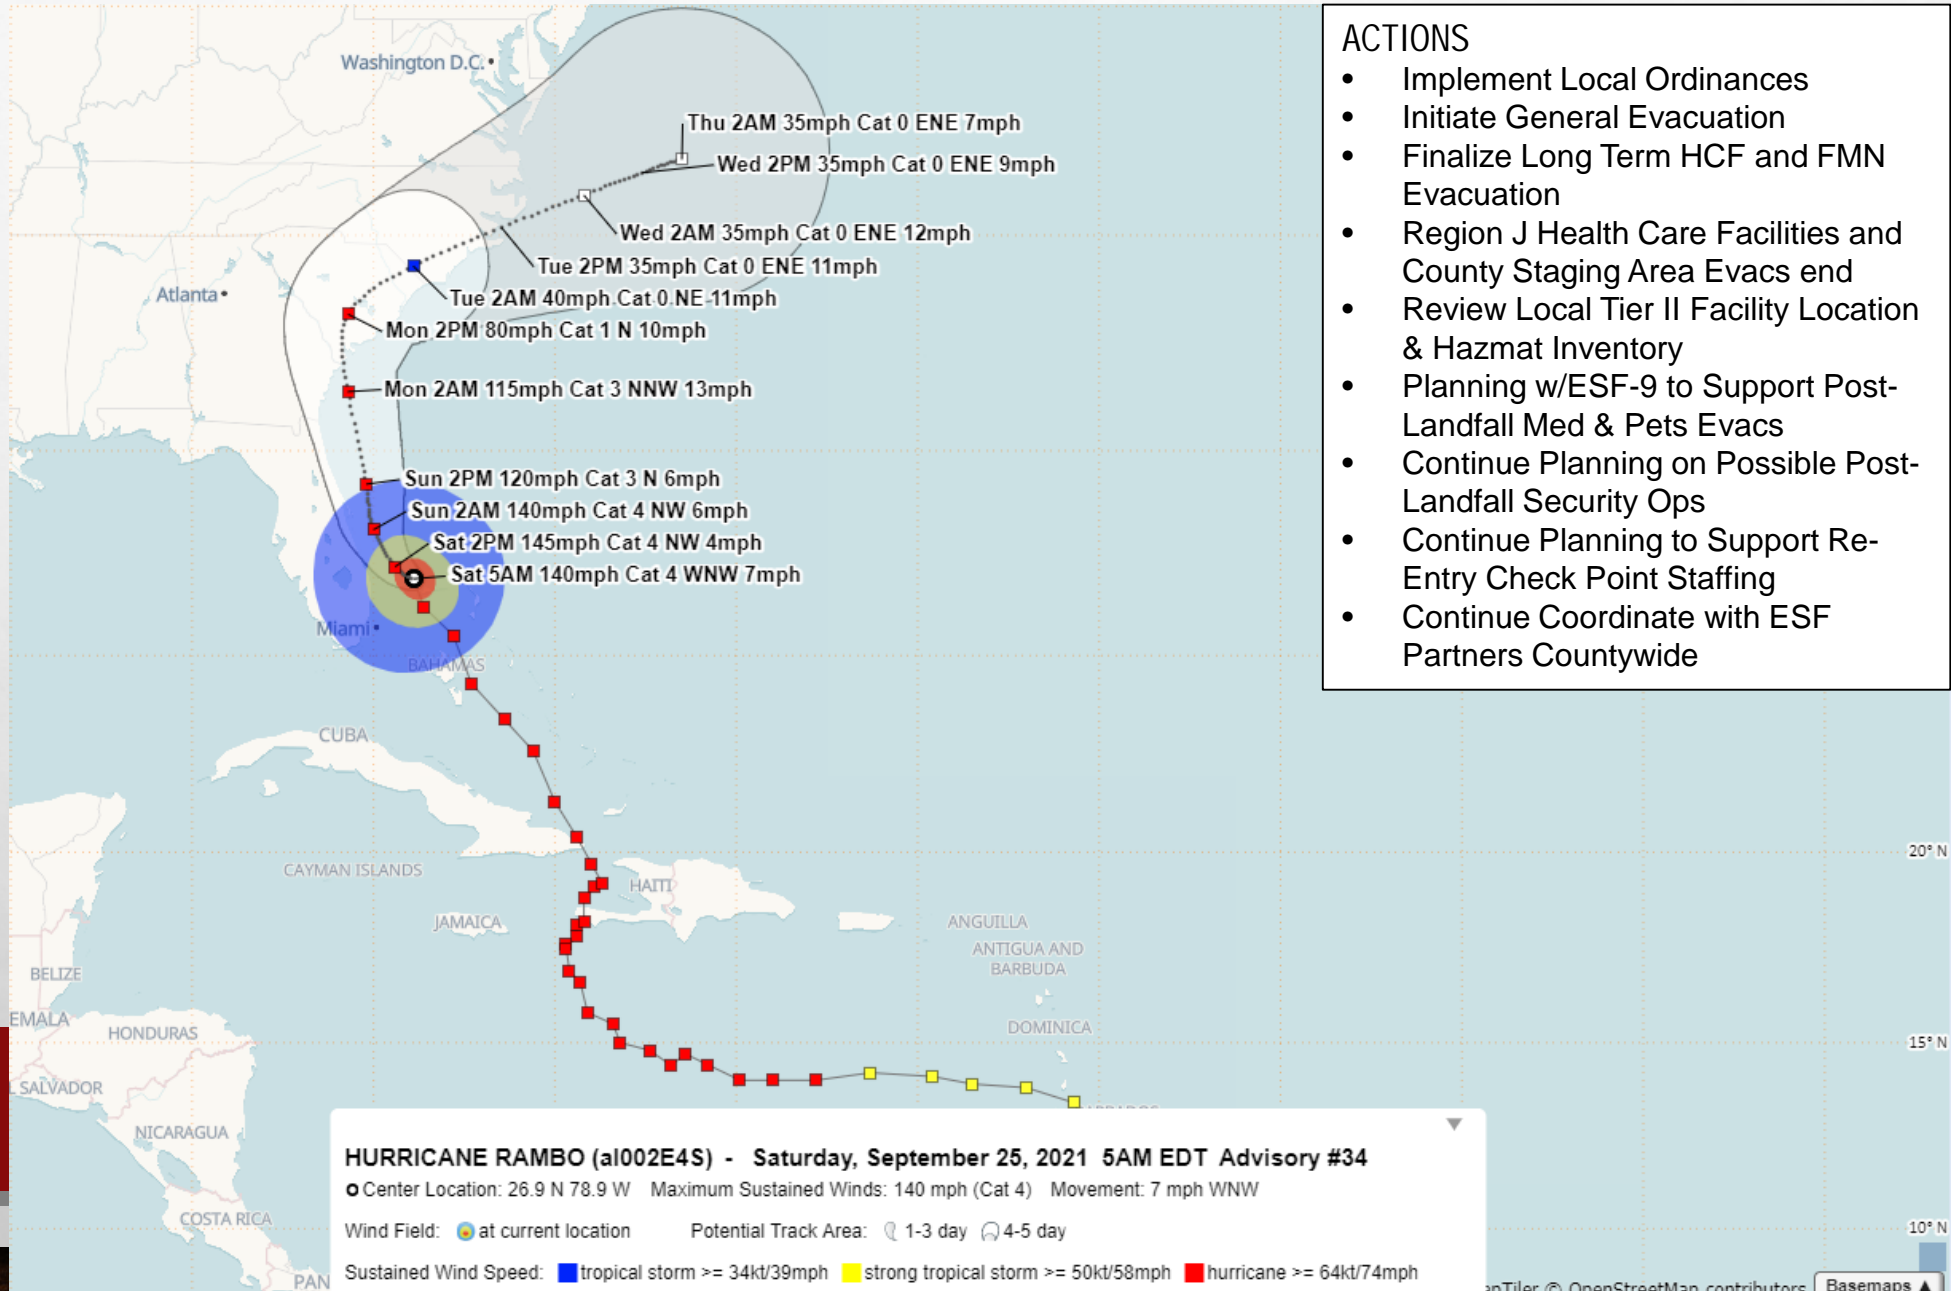 Washington D.C.
Thu 2AM 35mph Cat 0 ENE 7mph
Wed 2PM 35mph Cat 0 ENE 9mph
Wed 2AM 35mph Cat 0 ENE 12mph
Tue 2PM 35mph Cat 0 ENE 11mph
Atlanta
Tue 2AM 40mph Cat 0 NE 11mph
Mon 2PM 80mph Cat 1 N 10mph
Mon 2AM 115mph Cat 3 NNW 13mph
Sun 2PM 120mph Cat 3 N 6mph
Sun 2AM 140mph Cat 4 NW 6mph
Sat 2PM 145mph Cat 4 NW 4mph
Sat 5AM 140mph Cat 4 WNW 7mph
Miami
BAHAMAS
ACTIONS
• Implement Local Ordinances
• Initiate General Evacuation
• Finalize Long Term HCF and FMN
Evacuation
• Region J Health Care Facilities and
County Staging Area Evacs end
• Review Local Tier II Facility Location
& Hazmat Inventory
• Planning w/ESF-9 to Support Post-
Landfall Med & Pets Evacs
• Continue Planning on Possible Post-
Landfall Security Ops
• Continue Planning to Support Re-
Entry Check Point Staffing
• Continue Coordinate with ESF
Partners Countywide
CUBA
20° N
CAYMAN ISLANDS
HAITI
JAMAICA
ANGUILLA
ANTIGUA AND
BARBUDA
BELIZE
EMALA
HONDURAS
DOMINICA
15° N
L SALVADOR
NICARAGUA
COSTA RICA
PAN
10° N
HURRICANE RAMBO (al002E4S) - Saturday, September 25, 2021 5AM EDT Advisory #34
Center Location: 26.9 N 78.9 W Maximum Sustained Winds: 140 mph (Cat 4) Movement: 7 mph WNW
Wind Field: at current location Potential Track Area: 1-3 day 4-5 day
Sustained Wind Speed: tropical storm >= 34kt/39mph strong tropical storm >= 50kt/58mph hurricane >= 64kt/74mph
enTiler © OpenStreetMap contributors
Basemaps ▲